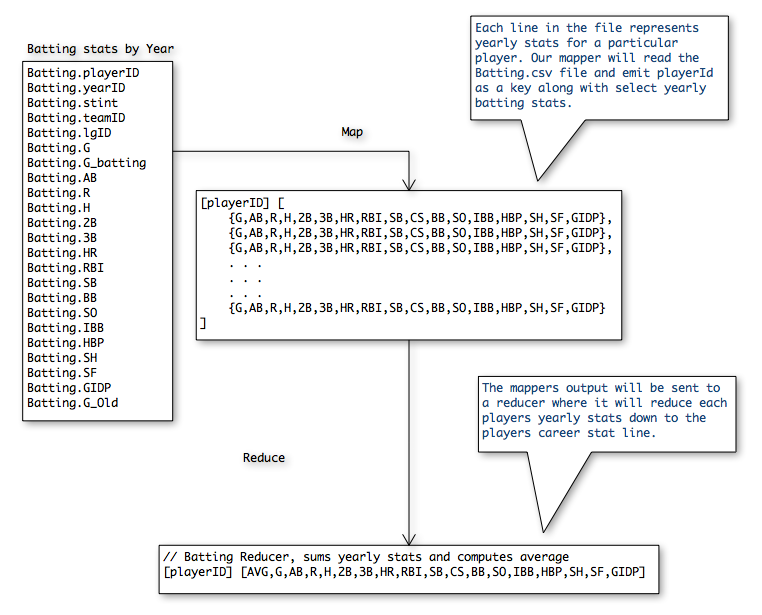 Batting stats by Year
Batting.playerID
Batting.yearID
Batting.stint
Batting.teamID
Batting.lgID
Batting.G
Batting.G_batting
Batting.AB
Batting.R
Batting.H
Batting.2B
Batting.3B
Batting.HR
Batting.RBI
Batting.SB
Batting.BB
Batting.SO
Batting.IBB
Batting.HBP
Batting.SH
Batting.SF
Batting.GIDP
Batting.G_Old
Each line in the file represents
yearly stats for a particular
player. Our mapper will read the
Batting.csv file and emit playerId
as a key along with select yearly
batting stats.
Map
[playerID] [
{G,AB,R,H,2B,3B,HR,RBI,SB,CS,BB,SO,IBB,HBP,SH,SF,GIDP},
{G,AB,R,H,2B,3B,HR,RBI,SB,CS,BB,SO,IBB,HBP,SH,SF,GIDP},
{G,AB,R,H,2B,3B,HR,RBI,SB,CS,BB,SO,IBB,HBP,SH,SF,GIDP},
. . .
. . .
. . .
{G,AB,R,H,2B,3B,HR,RBI,SB,CS,BB,SO,IBB,HBP,SH,SF,GIDP}
]
The mappers output will be sent to
a reducer where it will reduce each
players yearly stats down to the
players career stat line.
Reduce
// Batting Reducer, sums yearly stats and computes average
[playerID] [AVG,G,AB,R,H,2B,3B,HR,RBI,SB,CS,BB,SO,IBB,HBP,SH,SF,GIDP]